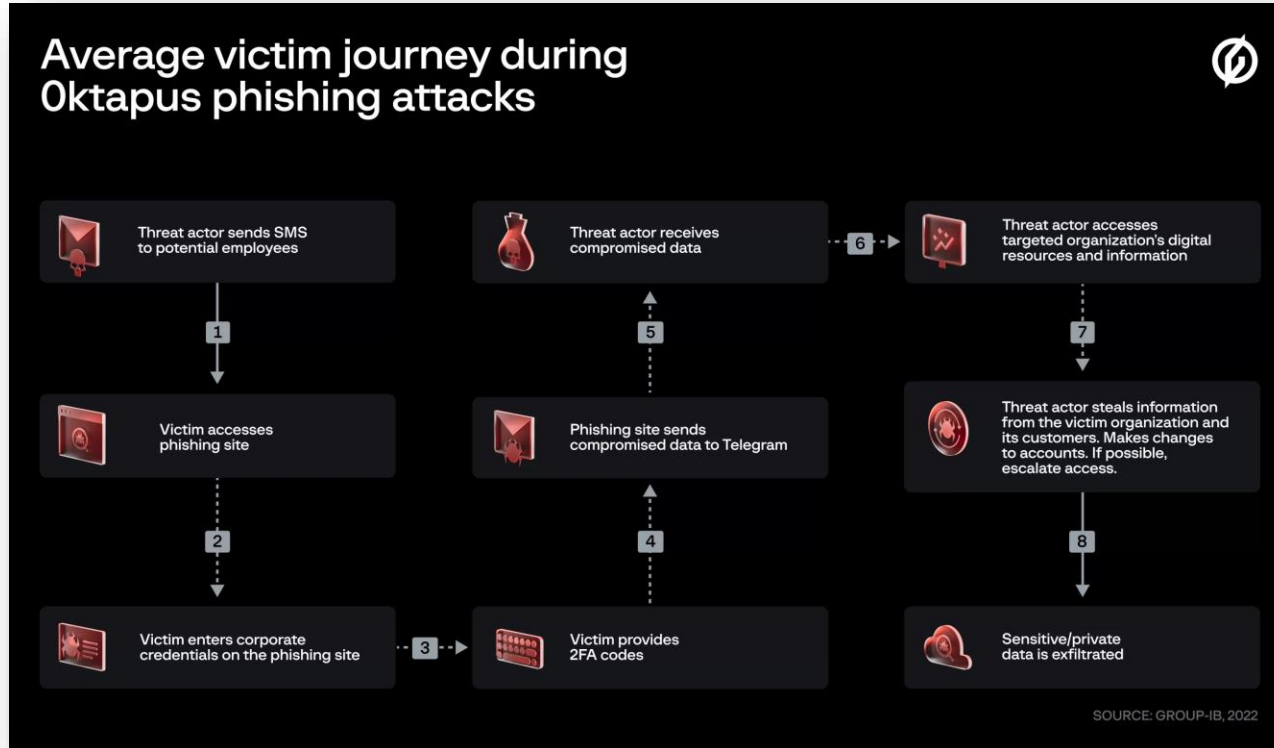 Average victim journey during
0ktapus phishing attacks
Threat actor sends SMS
to potential employees
1
Victim accesses
phishing site
2
Victim enters corporate
credentials on the phishing site
3
Victim provides
2FA codes
4
Phishing site sends
compromised data to Telegram
5
Threat actor receives
compromised data
6
Threat actor accesses
targeted organization's digital
resources and information
7
Threat actor steals information
from the victim organization and
its customers. Makes changes
to accounts. If possible,
escalate access.
8
Sensitive/private
data is exfiltrated
SOURCE: GROUP-IB, 2022